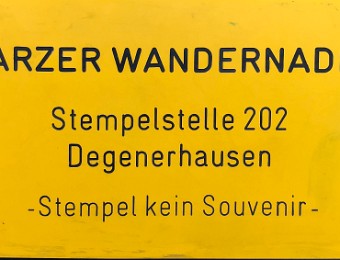 ARZER WANDERNAD
Stempelstelle 202
Degenerhausen
-Stempel kein Souvenir-